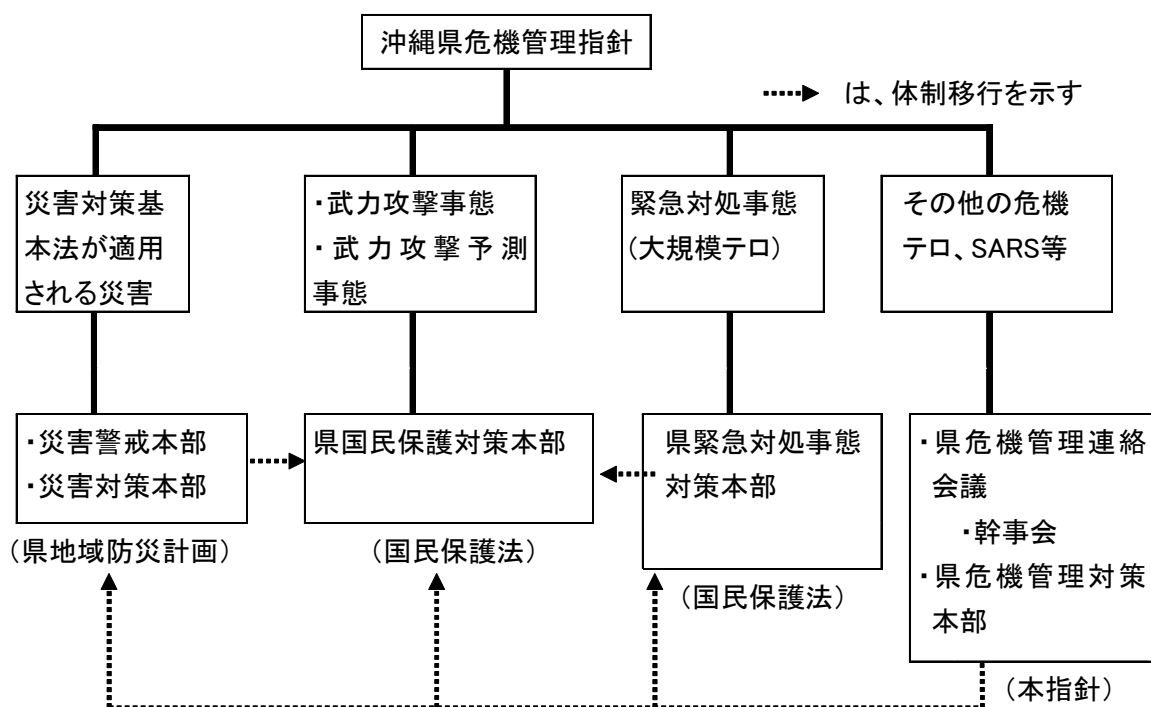 沖縄県危機管理指針
は、体制移行を示す
災害対策基
本法が適用
される災害
・武力攻撃事態
・武力攻撃予測
事態
緊急対処事態
(大規模テロ)
その他の危機
テロ、SARS等
・災害警戒本部
・災害対策本部
(県地域防災計画)
県国民保護対策本部
(国民保護法)
県緊急対処事態
対策本部
(国民保護法)
・県危機管理連絡
会議
・幹事会
・県危機管理対策
本部
(本指針)